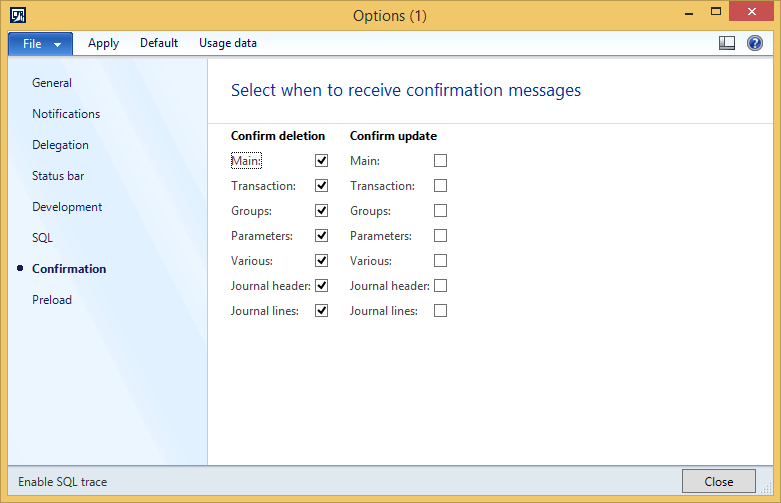 Options (1)
File Apply Default Usage data
General
Notifications
Delegation
Status bar
Development
SQL
Confirmation
Preload
Select when to receive confirmation messages
Confirm deletion Confirm update
Main: Main:
Transaction: Transaction:
Groups: Groups:
Parameters: Parameters:
Various: Various:
Journal header: Journal header:
Journal lines: Journal lines:
Enable SQL trace Close